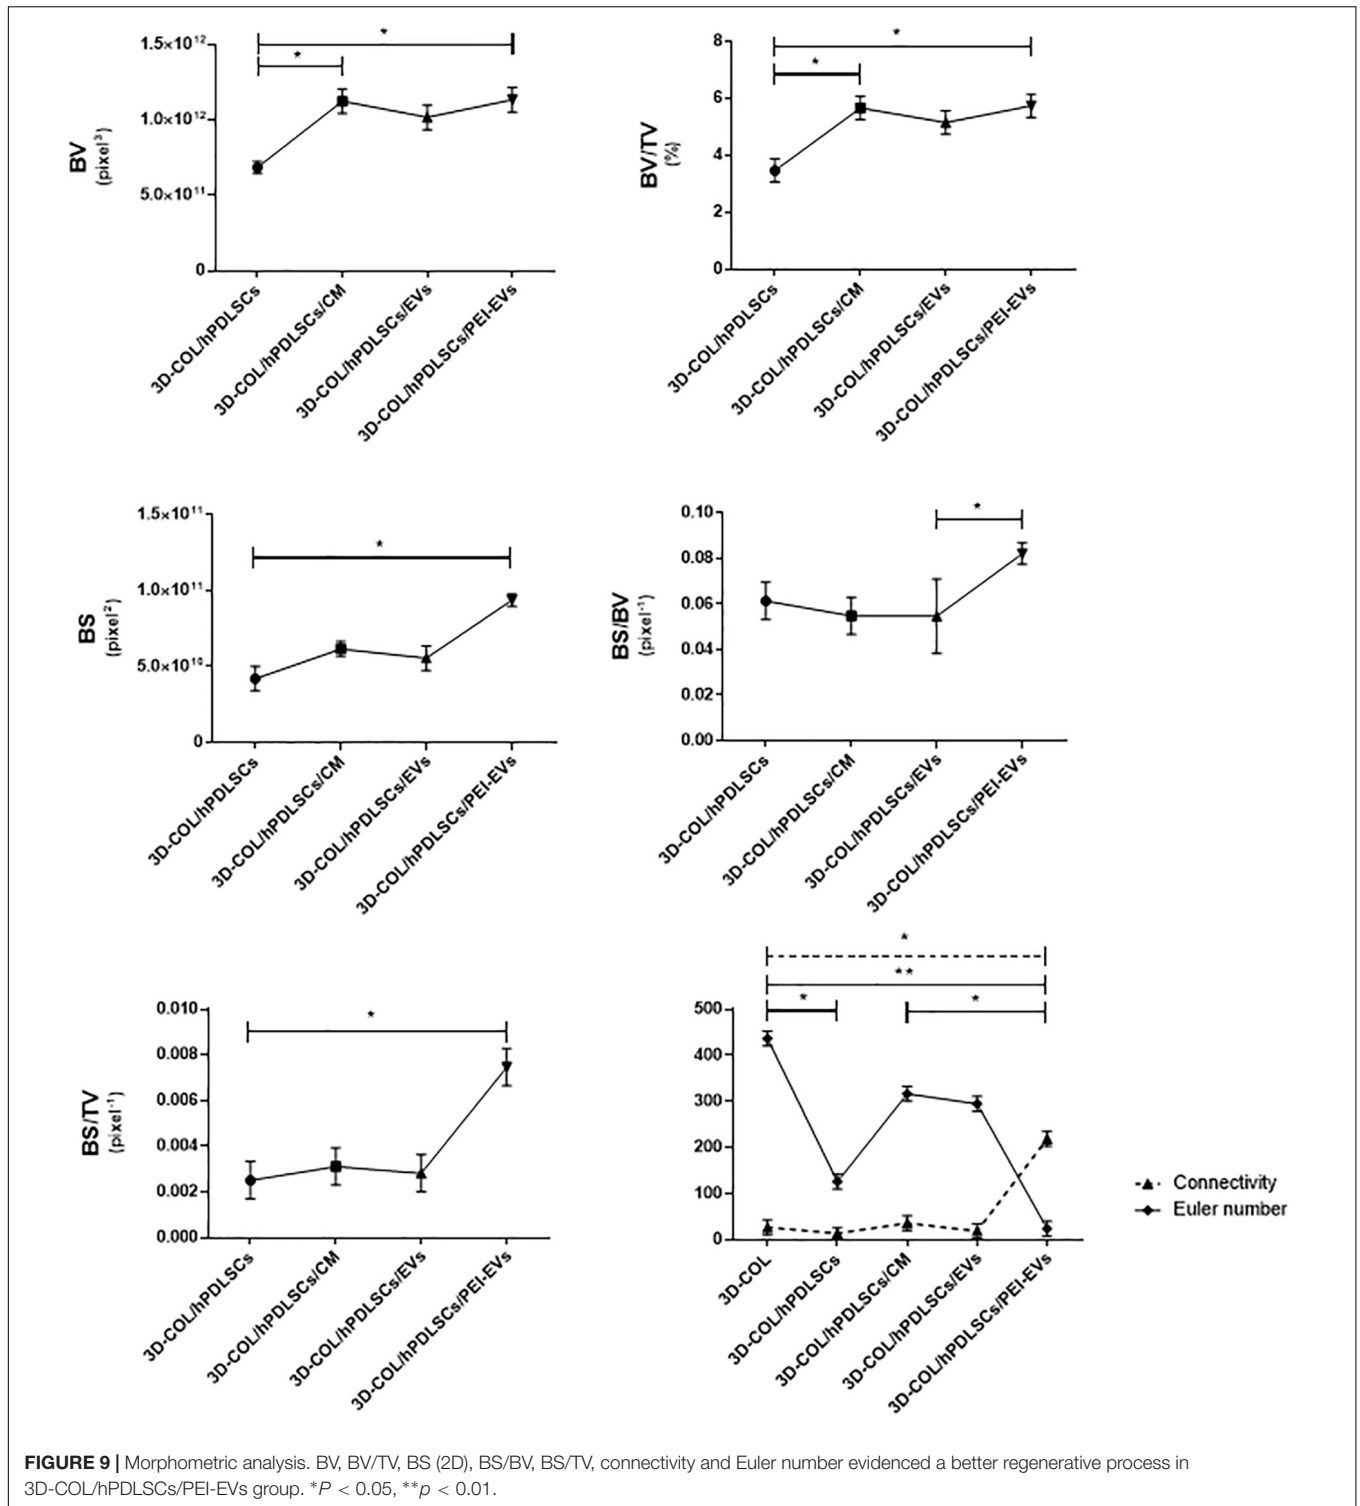 *
*
1.5×10¹²
1.0×10¹²
5.0×10¹¹
0
BV
(pixel³)
3D-COL/hPDLSCs
3D-COL/hPDLSCs/CM
3D-COL/hPDLSCs/EVs
3D-COL/hPDLSCs/PEI-EVs
*
*
8
6
4
2
0
BV/TV
(%)
3D-COL/hPDLSCs
3D-COL/hPDLSCs/CM
3D-COL/hPDLSCs/EVs
3D-COL/hPDLSCs/PEI-EVs
*
1.5×10¹¹
1.0×10¹¹
5.0×10¹⁰
0
BS
(pixel²)
3D-COL/hPDLSCs
3D-COL/hPDLSCs/CM
3D-COL/hPDLSCs/EVs
3D-COL/hPDLSCs/PEI-EVs
*
0.10
0.08
0.06
0.04
0.02
0.00
BS/BV
(pixel⁻¹)
3D-COL/hPDLSCs
3D-COL/hPDLSCs/CM
3D-COL/hPDLSCs/EVs
3D-COL/hPDLSCs/PEI-EVs
*
0.010
0.008
0.006
0.004
0.002
0.000
BS/TV
(pixel⁻¹)
3D-COL/hPDLSCs
3D-COL/hPDLSCs/CM
3D-COL/hPDLSCs/EVs
3D-COL/hPDLSCs/PEI-EVs
*
**
*
*
500
400
300
200
100
0
3D-COL
3D-COL/hPDLSCs
3D-COL/hPDLSCs/CM
3D-COL/hPDLSCs/EVs
3D-COL/hPDLSCs/PEI-EVs
Connectivity
Euler number
FIGURE 9 | Morphometric analysis. BV, BV/TV, BS (2D), BS/BV, BS/TV, connectivity and Euler number evidenced a better regenerative process in
3D-COL/hPDLSCs/PEI-EVs group. *P < 0.05, **p < 0.01.